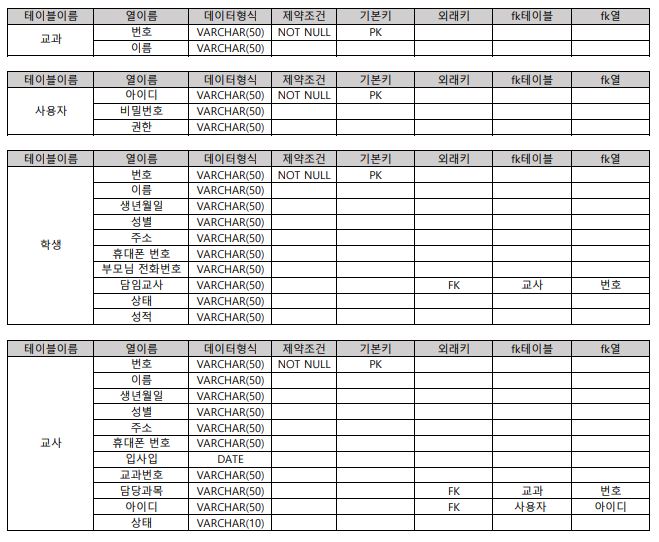 테이블이름 열이름 데이터형식 제약조건 기본키 외래키 fk테이블 fk열
교과 번호 VARCHAR(50) NOT NULL PK
이름 VARCHAR(50)
테이블이름 열이름 데이터형식 제약조건 기본키 외래키 fk테이블 fk열
사용자 아이디 VARCHAR(50) NOT NULL PK
비밀번호 VARCHAR(50)
권한 VARCHAR(50)
테이블이름 열이름 데이터형식 제약조건 기본키 외래키 fk테이블 fk열
학생 번호 VARCHAR(50) NOT NULL PK
이름 VARCHAR(50)
생년월일 VARCHAR(50)
성별 VARCHAR(50)
주소 VARCHAR(50)
휴대폰 번호 VARCHAR(50)
부모님 전화번호 VARCHAR(50)
담임교사 VARCHAR(50) FK 교사 번호
상태 VARCHAR(50)
성적 VARCHAR(50)
테이블이름 열이름 데이터형식 제약조건 기본키 외래키 fk테이블 fk열
교사 번호 VARCHAR(50) NOT NULL PK
이름 VARCHAR(50)
생년월일 VARCHAR(50)
성별 VARCHAR(50)
주소 VARCHAR(50)
휴대폰 번호 VARCHAR(50)
입사입 DATE
교과번호 VARCHAR(50)
담당과목 VARCHAR(50) FK 교과 번호
아이디 VARCHAR(50) FK 사용자 아이디
상태 VARCHAR(10)